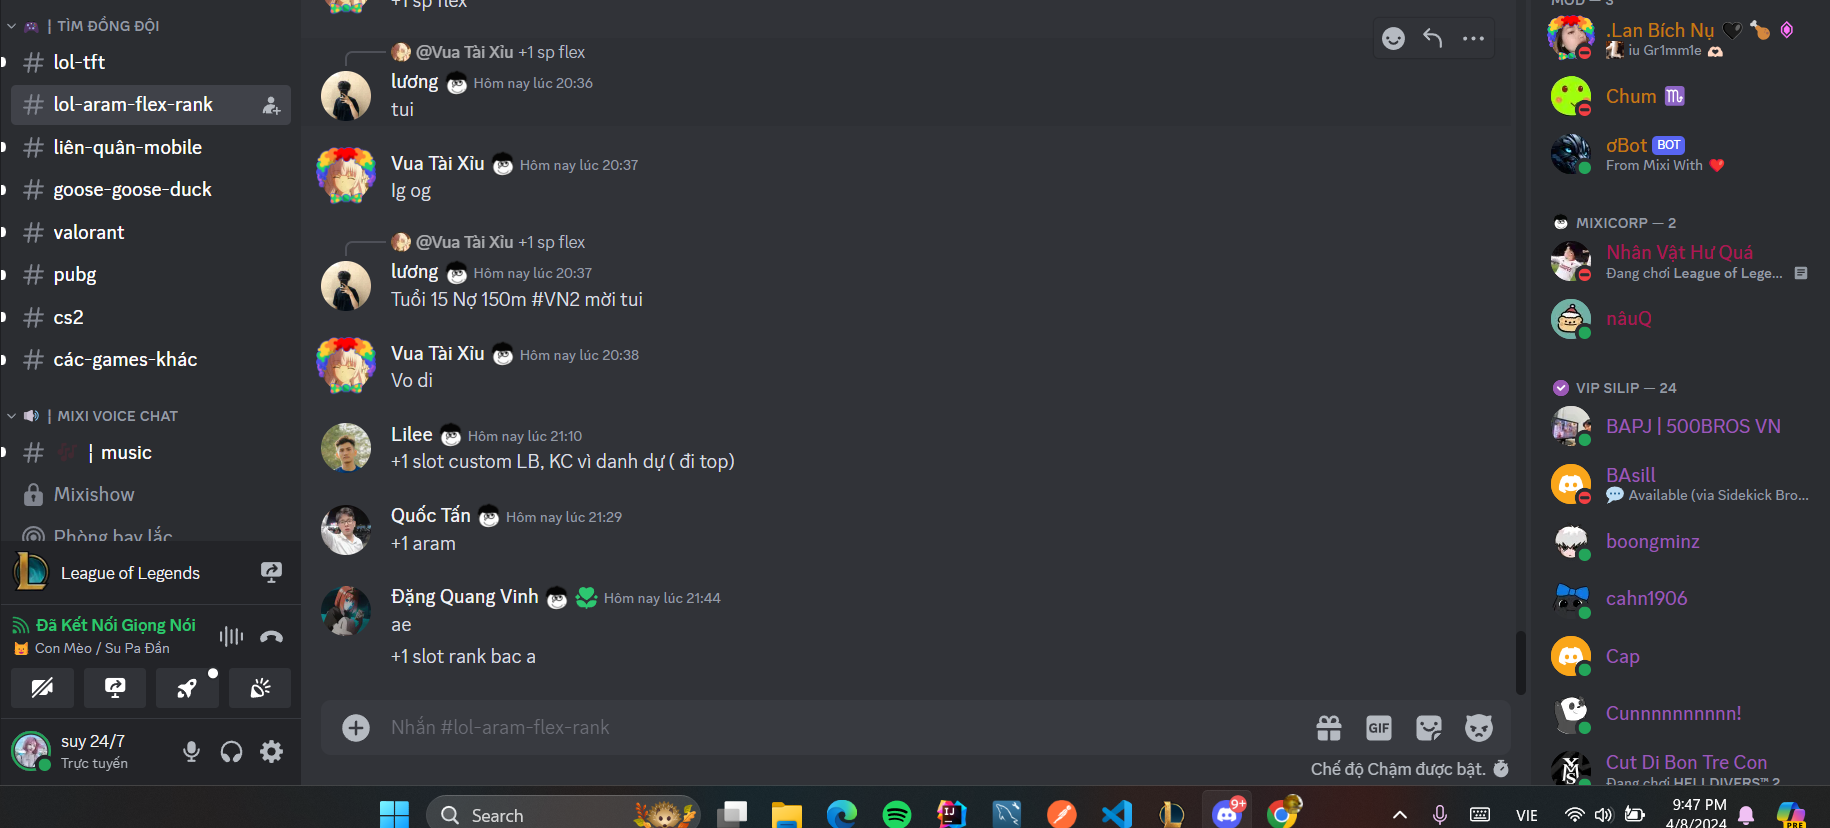 | TÌM ĐỒNG ĐỘI
lol-tft
lol-aram-flex-rank
liên-quân-mobile
goose-goose-duck
valorant
pubg
cs2
các-games-khác
| MIXI VOICE CHAT
| music
Mixishow
Phòng bay lắc
League of Legends
Đã Kết Nối Giọng Nói
Con Mèo / Su Pa Đần
suy 24/7
Trực tuyến
+1 sp flex
@Vua Tài Xỉu +1 sp flex
lương Hôm nay lúc 20:36
tui
Vua Tài Xỉu Hôm nay lúc 20:37
lg og
@Vua Tài Xỉu +1 sp flex
lương Hôm nay lúc 20:37
Tuổi 15 Nợ 150m #VN2 mời tui
Vua Tài Xỉu Hôm nay lúc 20:38
Vo di
Lilee Hôm nay lúc 21:10
+1 slot custom LB, KC vì danh dự ( đi top)
Quốc Tấn Hôm nay lúc 21:29
+1 aram
Đặng Quang Vinh Hôm nay lúc 21:44
ae
+1 slot rank bac a
Nhắn #lol-aram-flex-rank
GIF
Chế độ Chậm được bật.
MOD — 3
.Lan Bích Nụ
iu Gr1mm1e
Chum
ơBot BOT
From Mixi With
MIXICORP — 2
Nhân Vật Hư Quá
Đang chơi League of Lege...
nâuQ
VIP SILIP — 24
BAPJ | 500BROS VN
BAsill
Available (via Sidekick Bro...
boongminz
cahn1906
Cap
Cunnnnnnnnnn!
Cut Di Bon Tre Con
Đang chơi HELLDIVERS™ 2
Search
9+
VIE
9:47 PM
4/8/2024
PRE